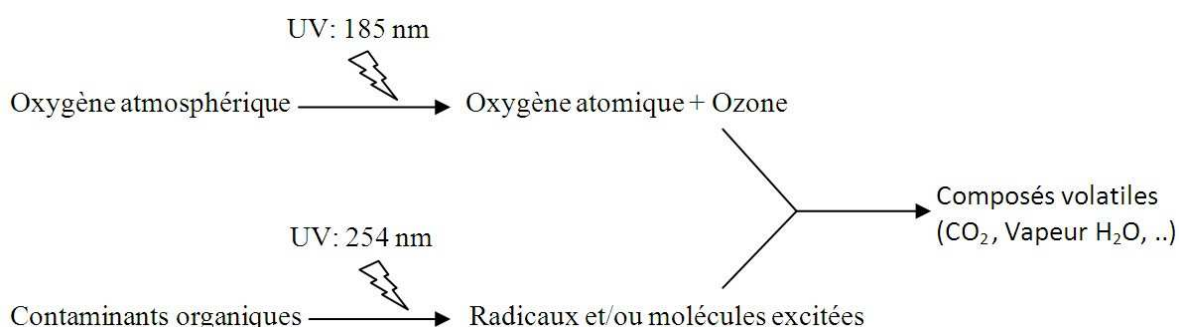 UV: 185 nm
Oxygène atmosphérique
Oxygène atomique + Ozone
Composés volatiles
(CO₂, Vapeur H₂O, ..)
UV: 254 nm
Contaminants organiques
Radicaux et/ou molécules excitées